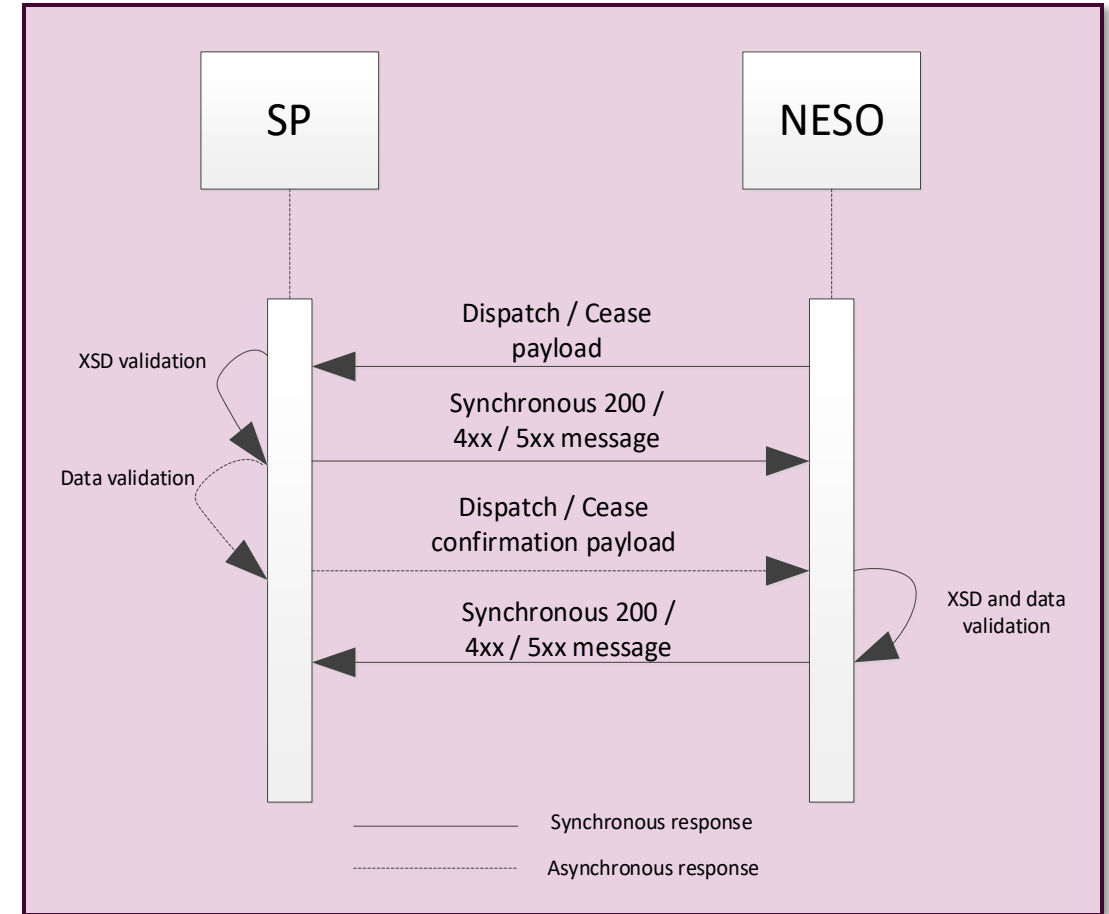 SP
NESO
Dispatch / Cease
payload
XSD validation
Synchronous 200 /
4xx / 5xx message
Data validation
Dispatch / Cease
confirmation payload
XSD and data
validation
Synchronous 200 /
4xx / 5xx message
Synchronous response
Asynchronous response